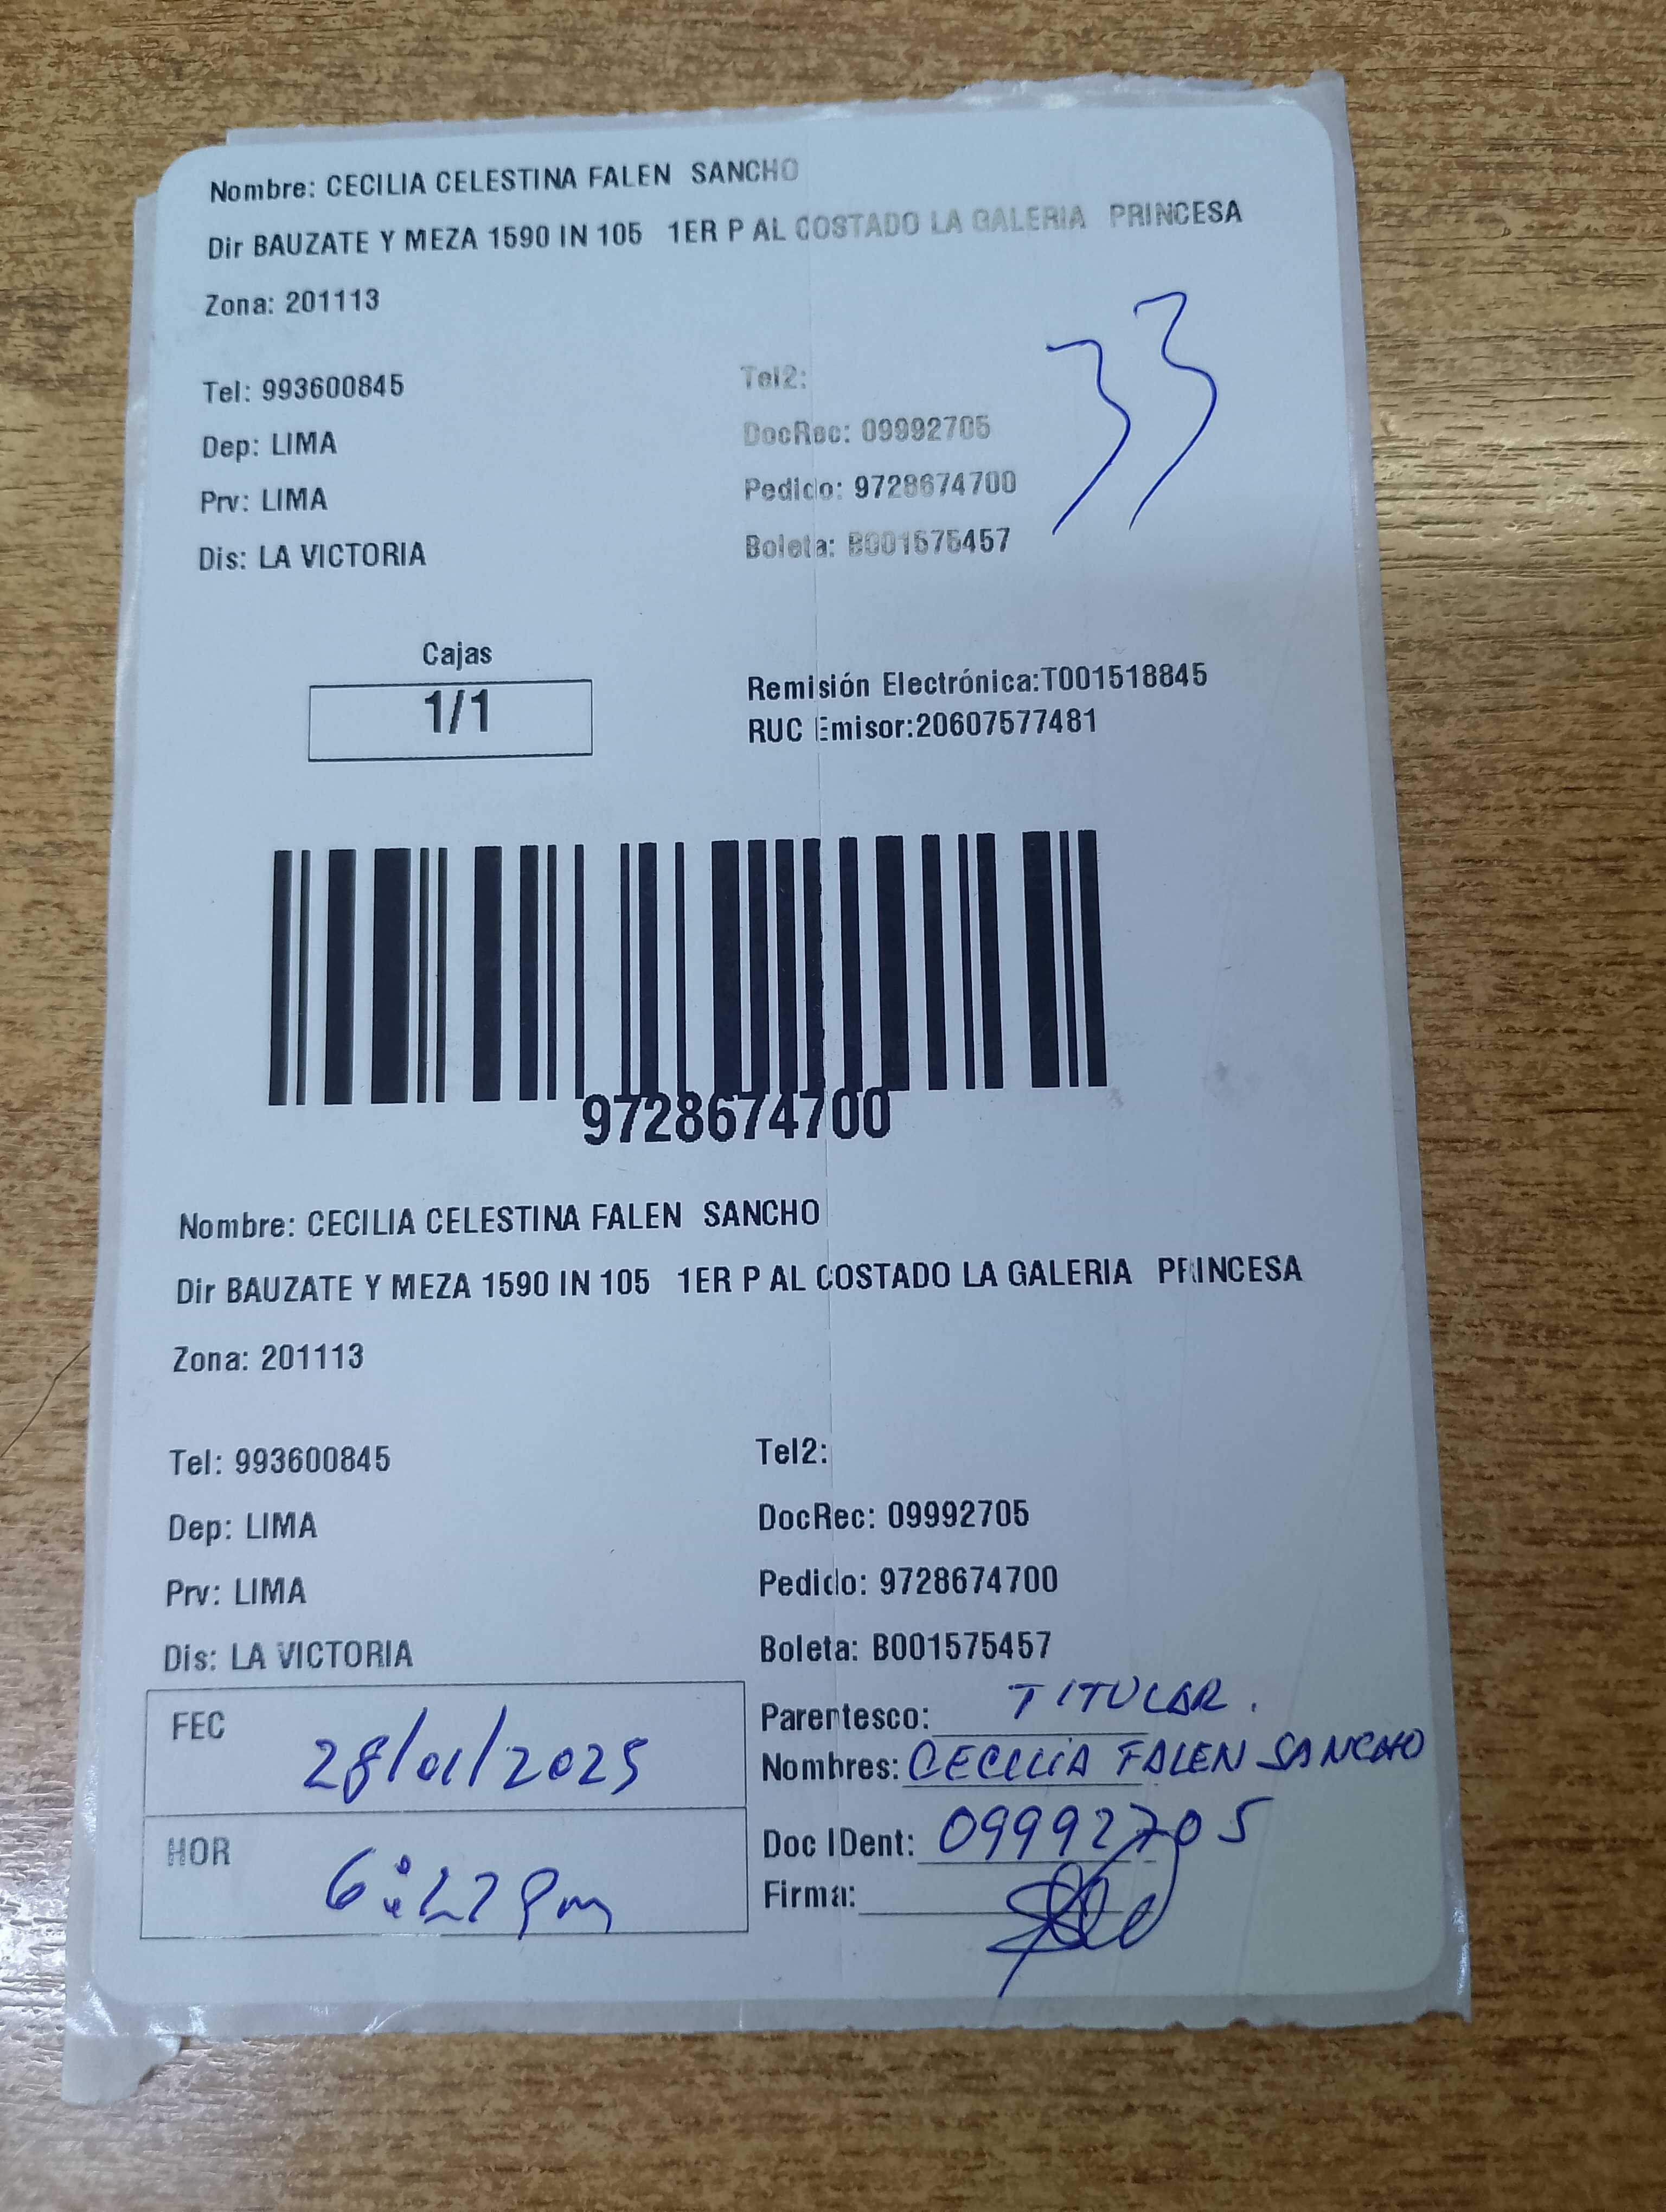 Nombre: CECILIA CELESTINA FALEN SANCHO
Dir BAUZATE Y MEZA 1590 IN 105 1ER P AL COSTADO LA GALERIA PRINCESA
Zona: 201113
33
Tel: 993600845 Tel2:
Dep: LIMA DocRec: 09992705
Prv: LIMA Pedido: 9728674700
Dis: LA VICTORIA Boleta:
Cajas
1/1
Remisión Electrónica:T001518845
RUC Emisor:20607577481
9728674700
Nombre: CECILIA CELESTINA FALEN SANCHO
Dir BAUZATE Y MEZA 1590 IN 105 1ER P AL COSTADO LA GALERIA PRINCESA
Zona: 201113
Tel: 993600845 Tel2:
Dep: LIMA DocRec: 09992705
Prv: LIMA Pedido: 9728674700
Dis: LA VICTORIA Boleta: B001575457
FEC 28/01/2025
Parentesco: TITULAR.
Nombres: CECILIA FALEN SANCHO
HOR pm
Doc IDent: 09992705
Firma: